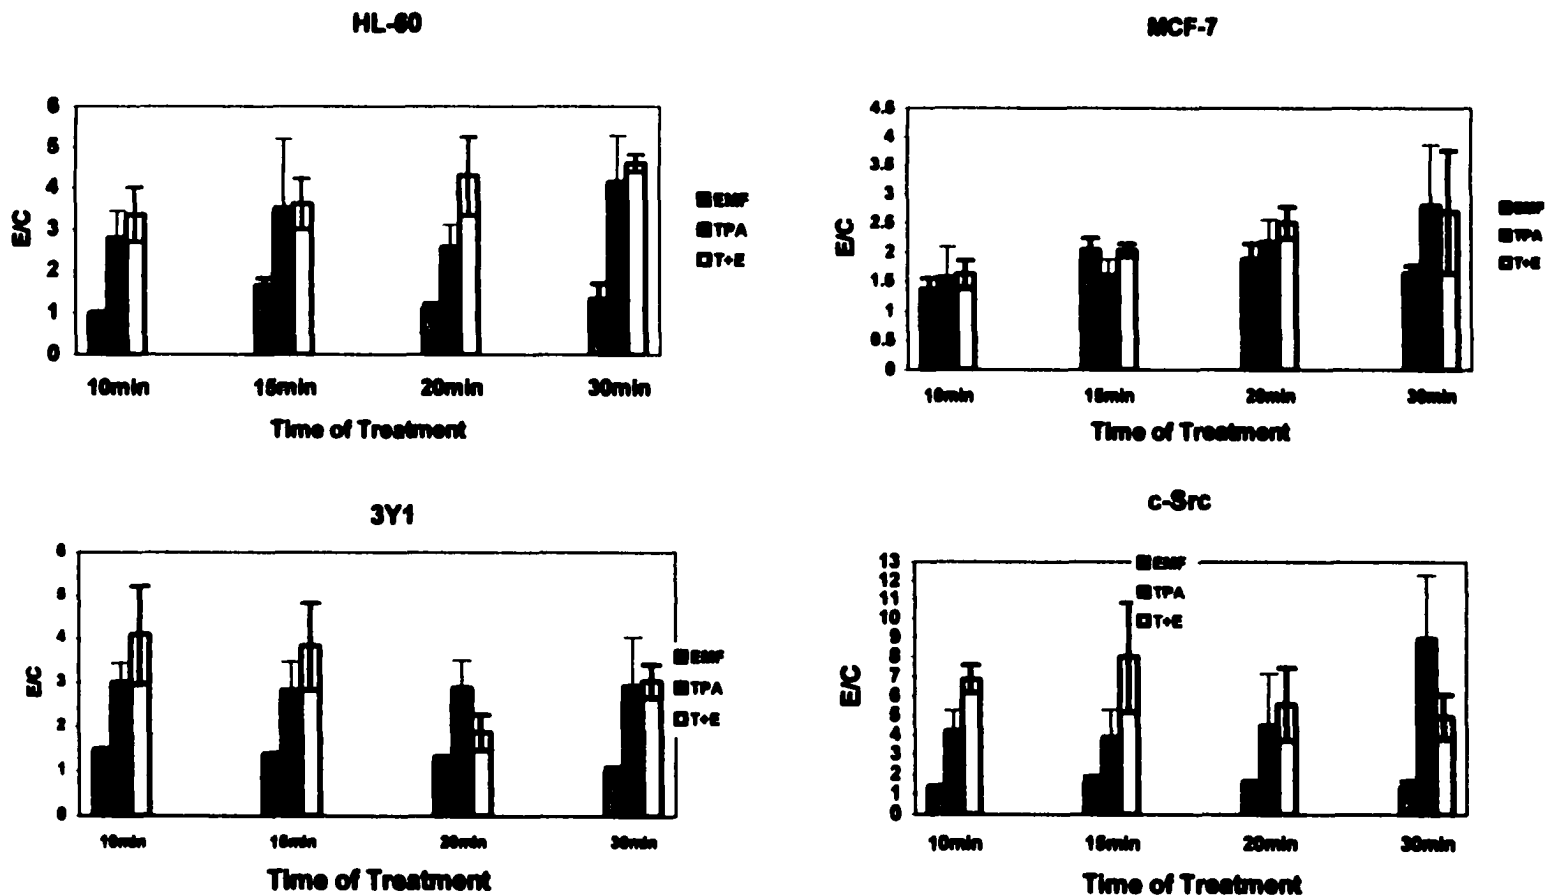 HL-60
6
5
4
3
2
1
0
E/C
10min 15min 20min 30min
Time of Treatment
EMF
TPA
T+E
MCF-7
4.5
4
3.5
3
2.5
2
1.5
1
0.5
0
E/C
10min 15min 20min 30min
Time of Treatment
EMF
TPA
T+E
3Y1
6
5
4
3
2
1
0
E/C
10min 15min 20min 30min
Time of Treatment
EMF
TPA
T+E
c-Src
13
12
11
10
9
8
7
6
5
4
3
2
1
0
E/C
10min 15min 20min 30min
Time of Treatment
EMF
TPA
T+E